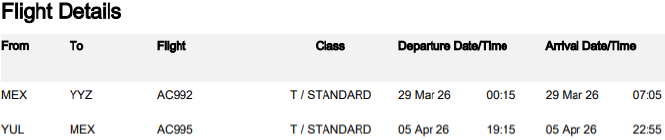 Flight Details
From To Flight Class Departure Date/Time Arrival Date/Time
MEX YYZ AC992 T / STANDARD 29 Mar 26 00:15 29 Mar 26 07:05
YUL MEX AC995 T / STANDARD 05 Apr 26 19:15 05 Apr 26 22:55